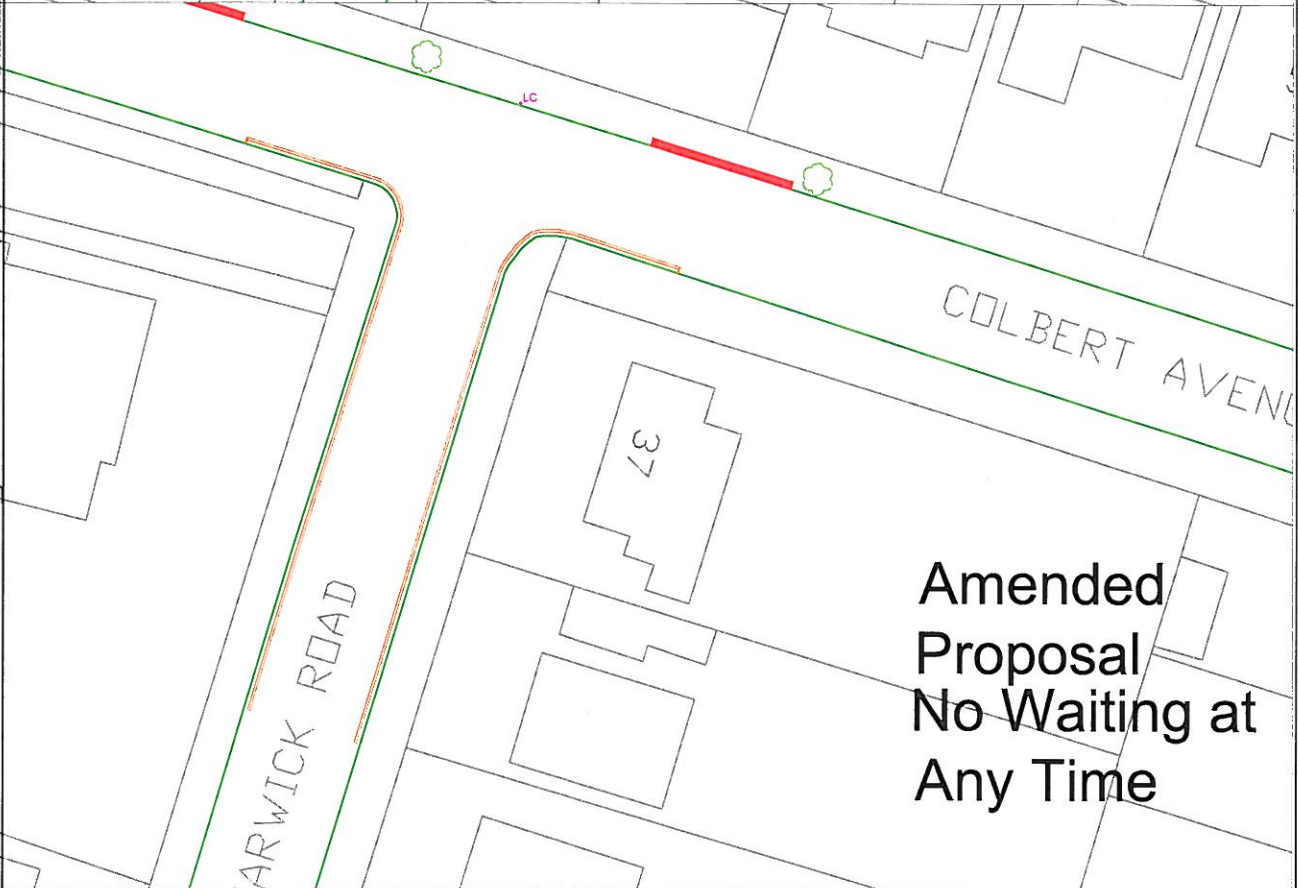 LC
COLBERT AVENU
37
Amended
Proposal
No Waiting at
Any Time
ARWICK ROAD